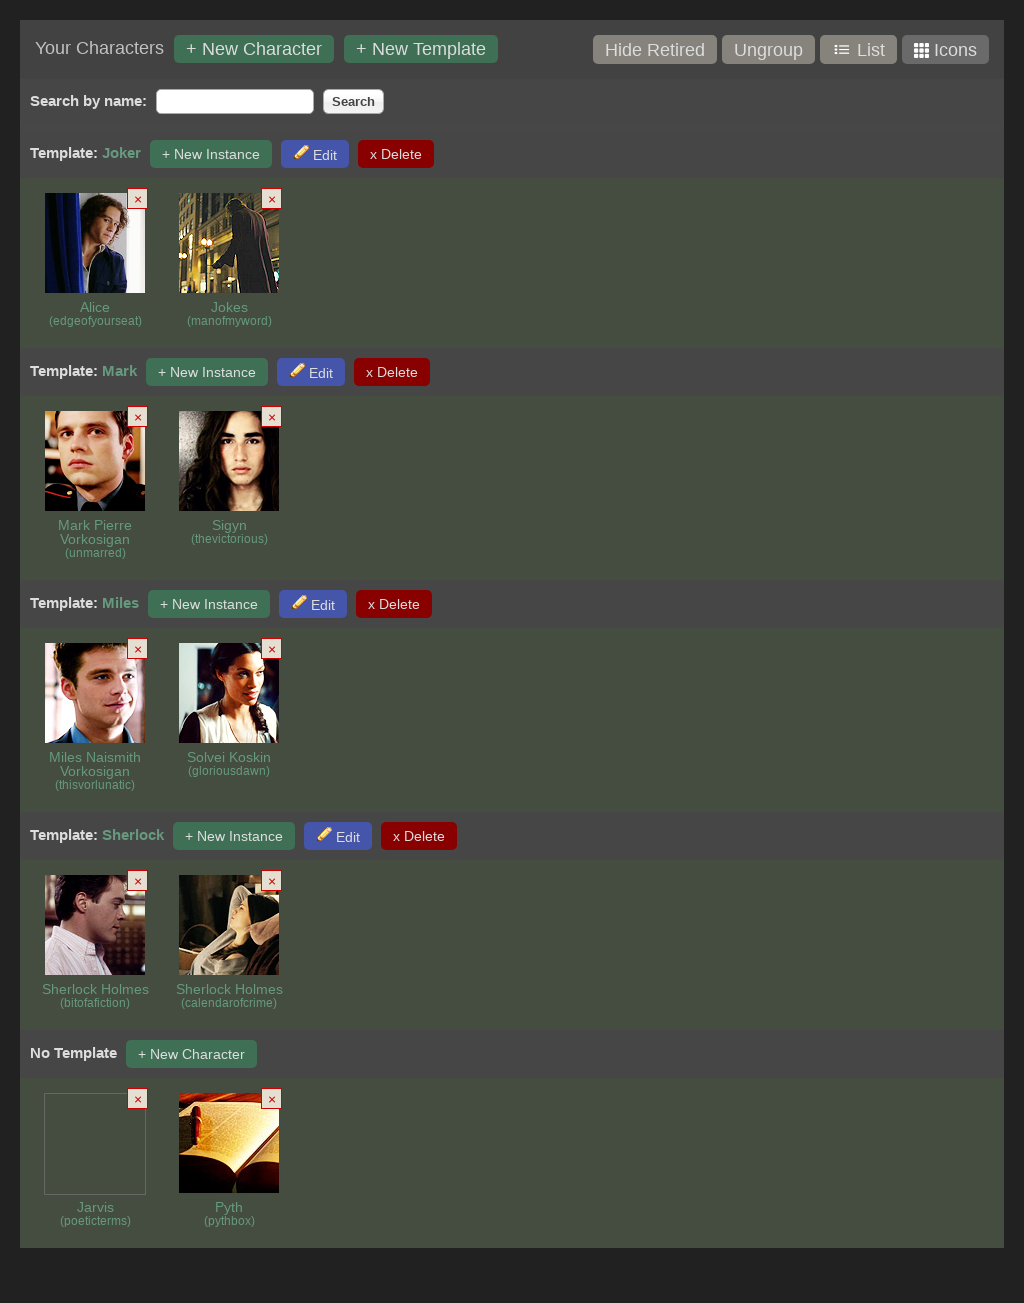 Your Characters + New Character + New Template Hide Retired Ungroup List Icons
Search by name: Search
Template: Joker + New Instance Edit x Delete
× ×
Alice Jokes
(edgeofyourseat) (manofmyword)
Template: Mark + New Instance Edit x Delete
× ×
Mark Pierre Sigyn
Vorkosigan (thevictorious)
(unmarred)
Template: Miles + New Instance Edit x Delete
× ×
Miles Naismith Solvei Koskin
Vorkosigan (gloriousdawn)
(thisvorlunatic)
Template: Sherlock + New Instance Edit x Delete
× ×
Sherlock Holmes Sherlock Holmes
(bitofafiction) (calendarofcrime)
No Template + New Character
× ×
Jarvis Pyth
(poeticterms) (pythbox)